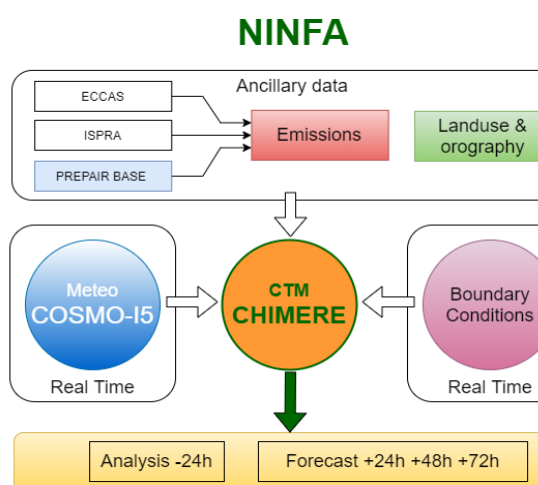 NINFA
Ancillary data
ECCAS
ISPRA
PREPAIR BASE
Emissions
Landuse &
orography
Meteo
COSMO-I5
Real Time
CTM
CHIMERE
Boundary
Conditions
Real Time
Analysis -24h
Forecast +24h +48h +72h